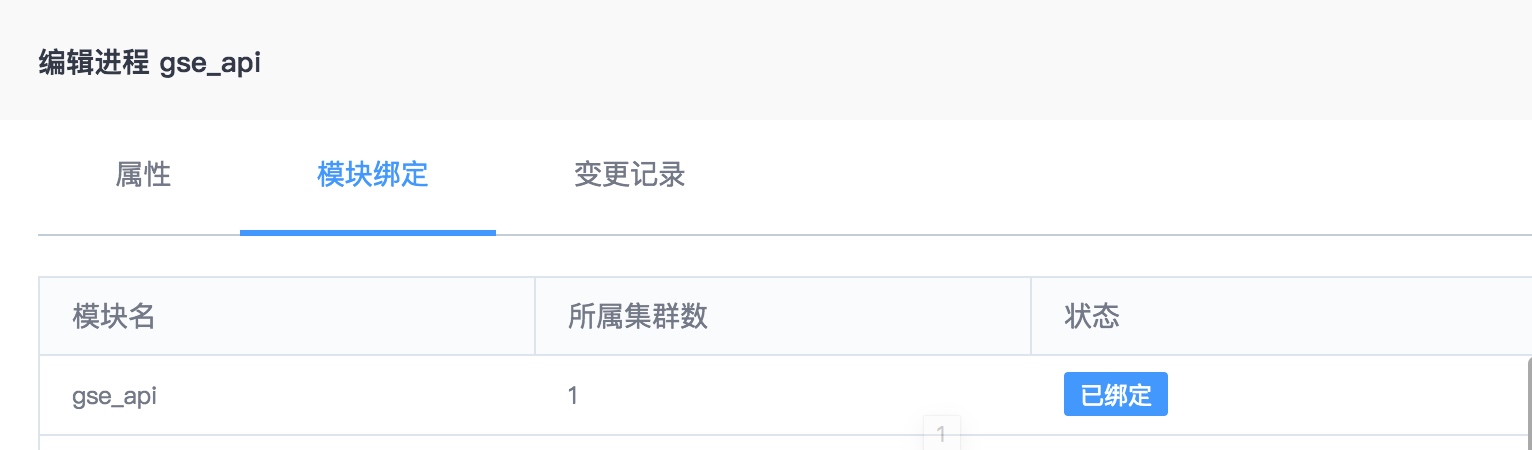 编辑进程 gse_api
属性 模块绑定 变更记录
模块名 所属集群数 状态
gse_api 1 已绑定
1